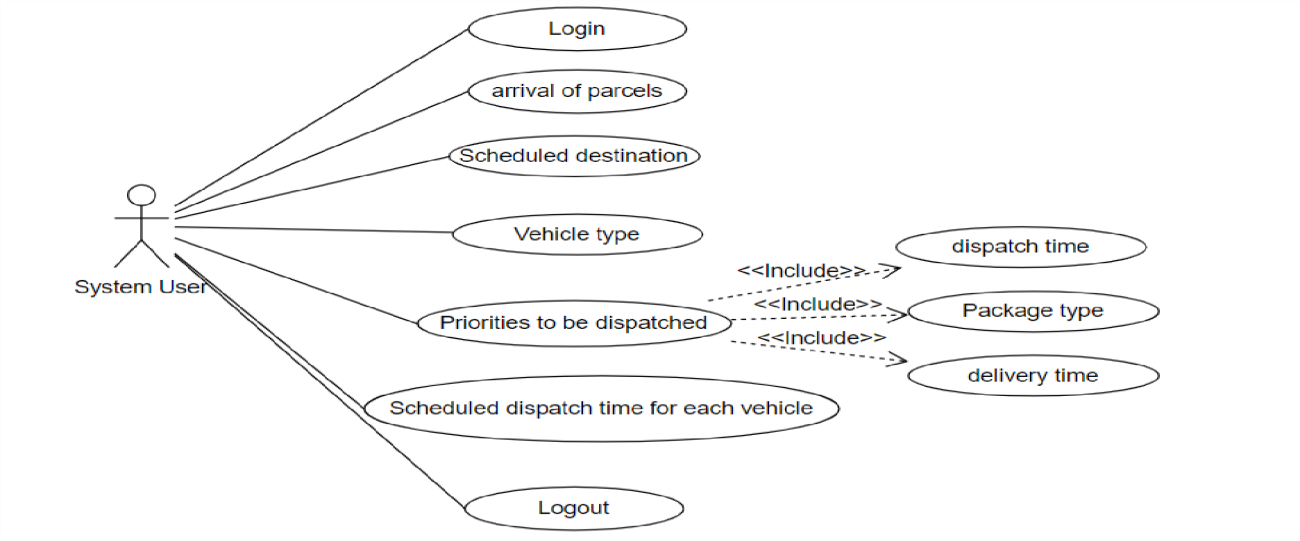 Login
arrival of parcels
Scheduled destination
Vehicle type
System User
Priorities to be dispatched
<<Include>>
dispatch time
<<Include>>
Package type
<<Include>>
delivery time
Scheduled dispatch time for each vehicle
Logout